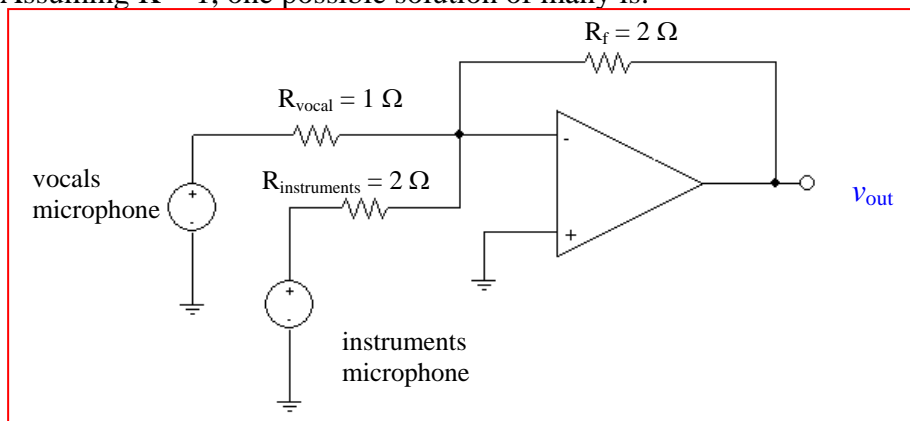 R_f = 2 Ω
R_vocal = 1 Ω
vocals
microphone
R_instruments = 2 Ω
v_out
instruments
microphone
+
-
+
-
-
+